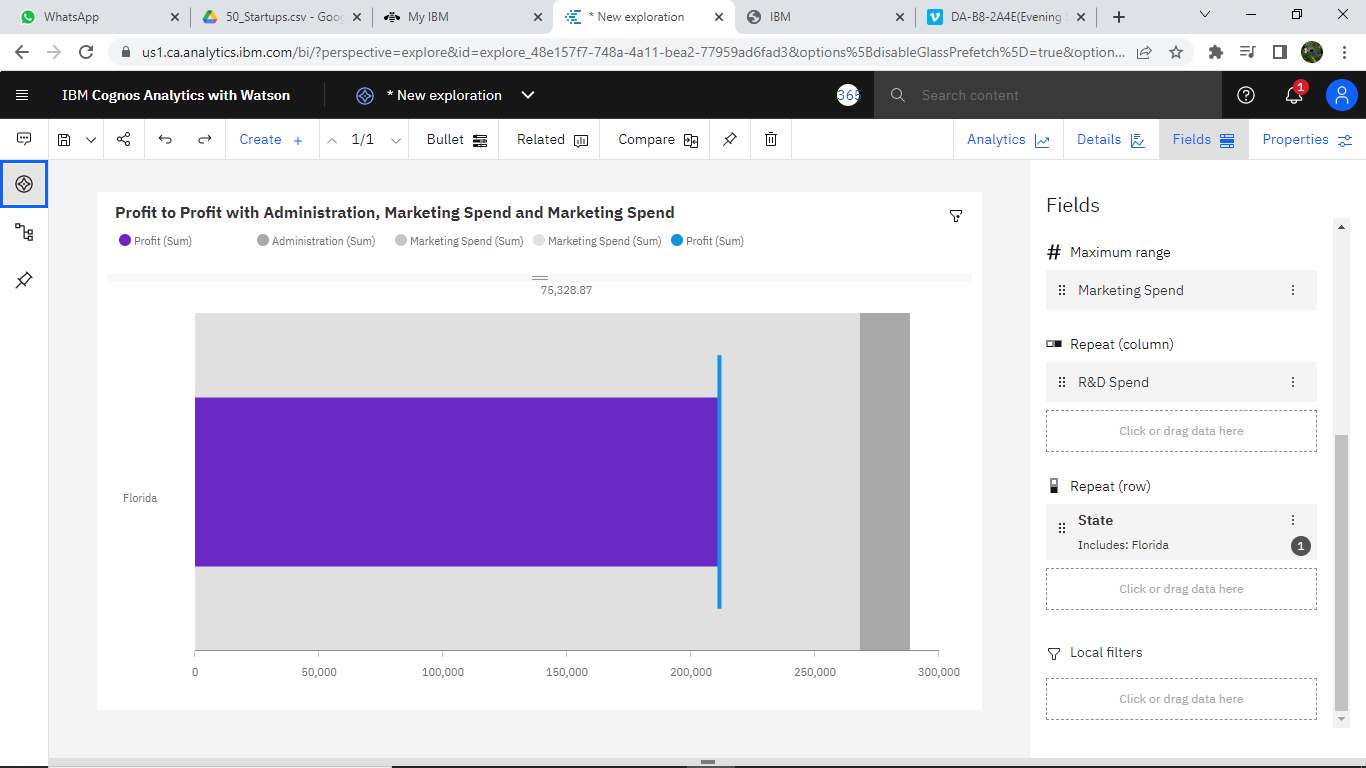 WhatsApp
50_Startups.csv - Goo
My IBM
* New exploration
IBM
DA-B8-2A4E(Evening
us1.ca.analytics.ibm.com/bi/?perspective=explore&id=explore_48e157f7-748a-4a11-bea2-77959ad6fad3&options%5BdisableGlassPrefetch%5D=true&option...
IBM Cognos Analytics with Watson
* New exploration
365
Search content
1
Create +
1/1
Bullet
Related
Compare
Analytics
Details
Fields
Properties
Profit to Profit with Administration, Marketing Spend and Marketing Spend
Profit (Sum) Administration (Sum) Marketing Spend (Sum) Marketing Spend (Sum) Profit (Sum)
75,328.87
Florida
0 50,000 100,000 150,000 200,000 250,000 300,000
Fields
# Maximum range
Marketing Spend
Repeat (column)
R&D Spend
Click or drag data here
Repeat (row)
State
Includes: Florida
1
Click or drag data here
Local filters
Click or drag data here